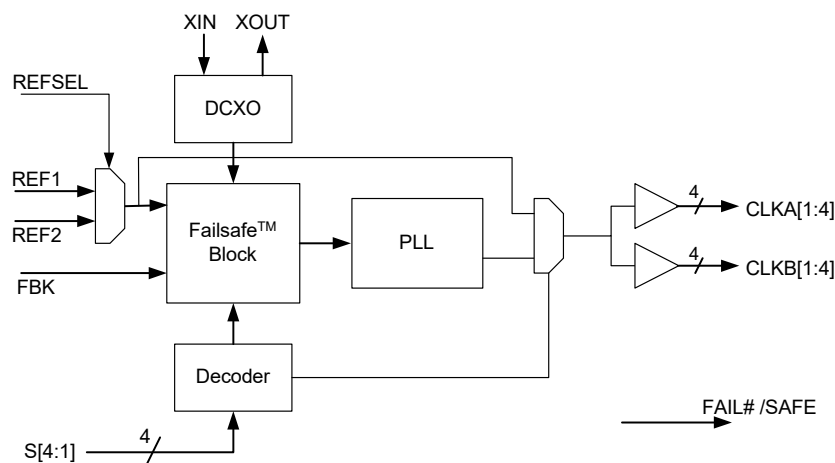 XIN XOUT
REFSEL
DCXO
REF1
REF2
Failsafe™
Block
PLL
4
CLKA[1:4]
4
CLKB[1:4]
FBK
Decoder
FAIL# /SAFE
4
S[4:1]